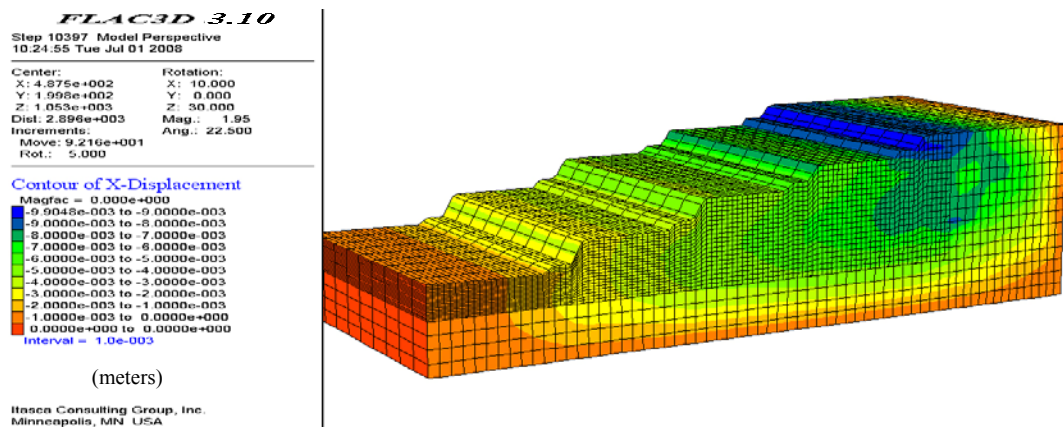 FLAC3D 3.10
Step 10397 Model Perspective
10:24:55 Tue Jul 01 2008
Center: Rotation:
X: 4.875e+002 X: 10.000
Y: 1.998e+002 Y: 0.000
Z: 1.053e+003 Z: 30.000
Dist: 2.896e+003 Mag.: 1.95
Increments: Ang.: 22.500
Move: 9.216e+001
Rot.: 5.000
Contour of X-Displacement
Magfac = 0.000e+000
-9.9048e-003 to -9.0000e-003
-9.0000e-003 to -8.0000e-003
-8.0000e-003 to -7.0000e-003
-7.0000e-003 to -6.0000e-003
-6.0000e-003 to -5.0000e-003
-5.0000e-003 to -4.0000e-003
-4.0000e-003 to -3.0000e-003
-3.0000e-003 to -2.0000e-003
-2.0000e-003 to -1.0000e-003
-1.0000e-003 to 0.0000e+000
0.0000e+000 to 0.0000e+000
Interval = 1.0e-003
(meters)
Itasca Consulting Group, Inc.
Minneapolis, MN USA